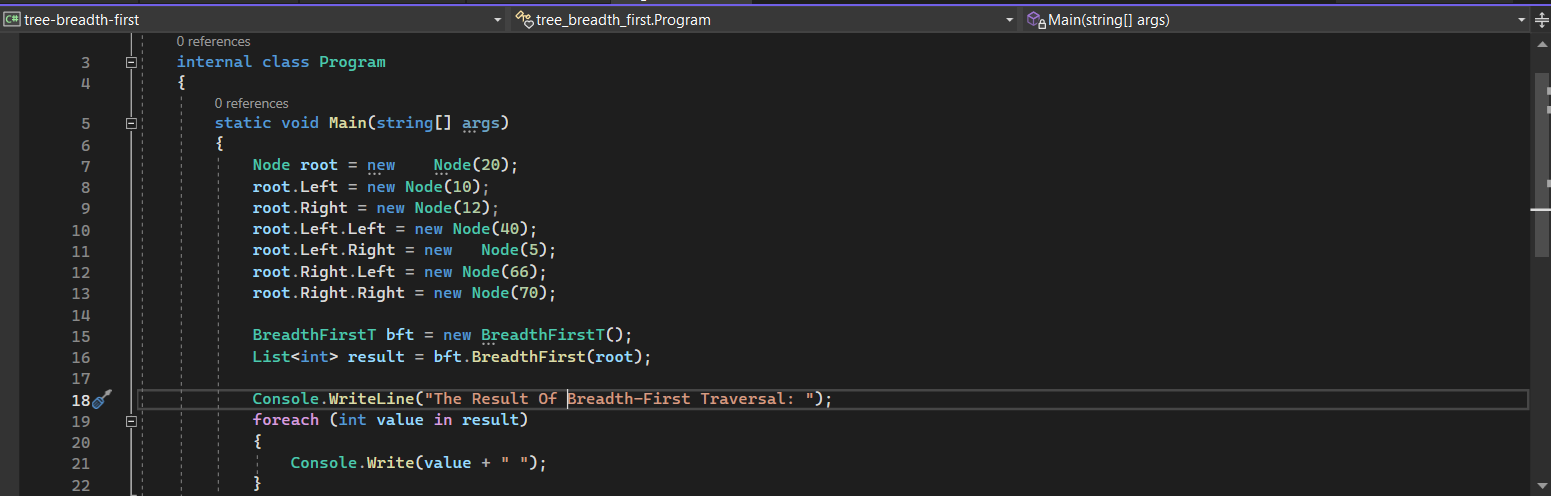 C# tree-breadth-first tree_breadth_first.Program Main(string[] args)
0 references
3 internal class Program
4 {
0 references
5 static void Main(string[] args)
6 {
7 Node root = new    Node(20);
8 root.Left = new Node(10);
9 root.Right = new Node(12);
10 root.Left.Left = new Node(40);
11 root.Left.Right = new   Node(5);
12 root.Right.Left = new Node(66);
13 root.Right.Right = new Node(70);
14
15 BreadthFirstT bft = new BreadthFirstT();
16 List<int> result = bft.BreadthFirst(root);
17
18 Console.WriteLine("The Result Of Breadth-First Traversal: ");
19 foreach (int value in result)
20 {
21 Console.Write(value + " ");
22 }